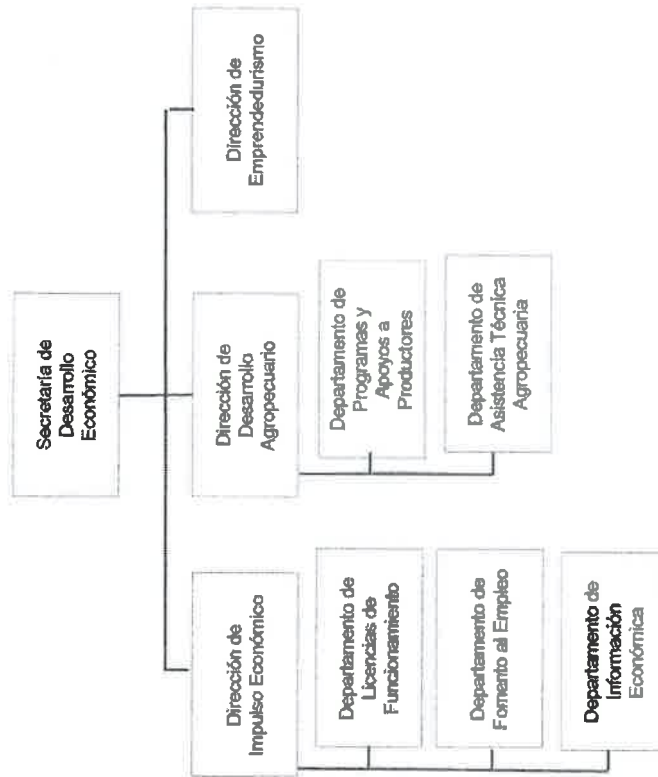 Secretaría de
Desarrollo
Económico
Dirección de
Impulso Económico
Departamento de
Licencias de
Funcionamiento
Departamento de
Fomento al Empleo
Departamento de
Información
Económica
Dirección de
Desarrollo
Agropecuario
Departamento de
Programas y
Apoyos a
Productores
Departamento de
Asistencia Técnica
Agropecuaria
Dirección de
Emprendedurismo